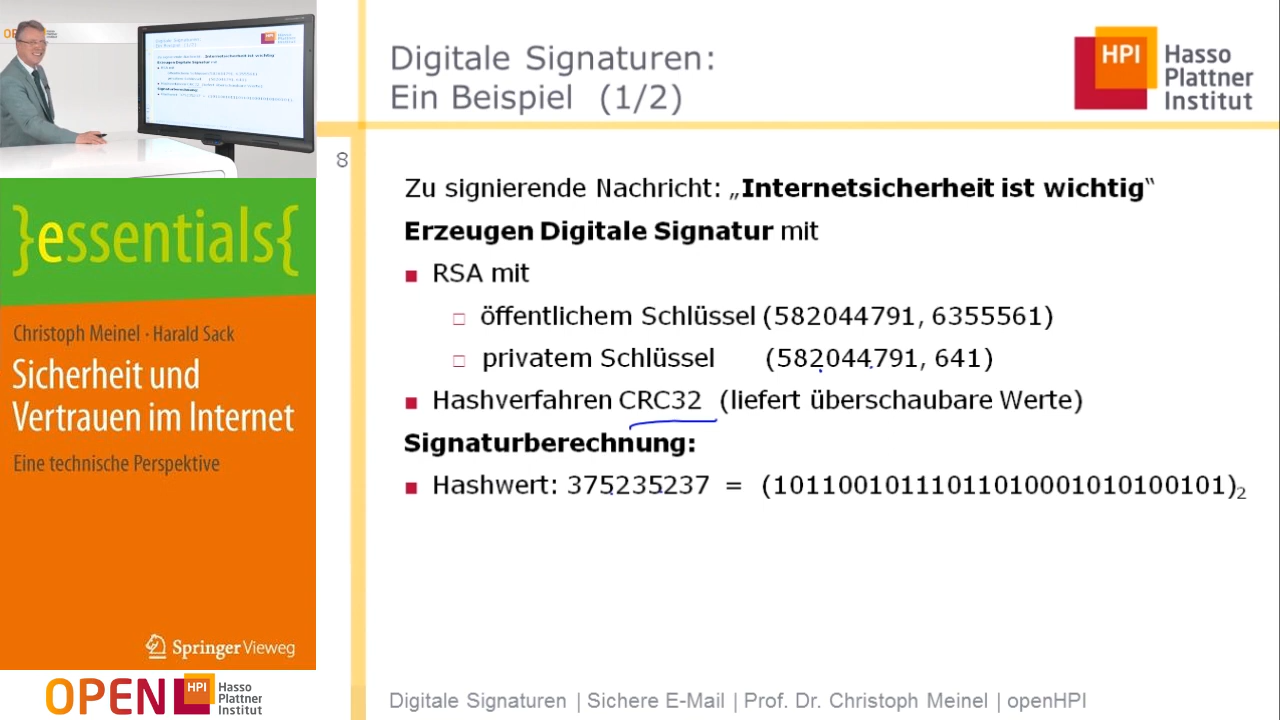 Digitale Signaturen:
Ein Beispiel (1/2)
HPI Hasso
Plattner
Institut
8
Zu signierende Nachricht: „Internetsicherheit ist wichtig“
Erzeugen Digitale Signatur mit
RSA mit
öffentlichem Schlüssel (582044791, 6355561)
privatem Schlüssel (582044791, 641)
Hashverfahren CRC32 (liefert überschaubare Werte)
Signaturberechnung:
Hashwert: 375235237 = (10110010111011010001010100101)2
}essentials{
Christoph Meinel · Harald Sack
Sicherheit und
Vertrauen im Internet
Eine technische Perspektive
Springer Vieweg
OPEN HPI Hasso
Plattner
Institut
Digitale Signaturen | Sichere E-Mail | Prof. Dr. Christoph Meinel | openHPI